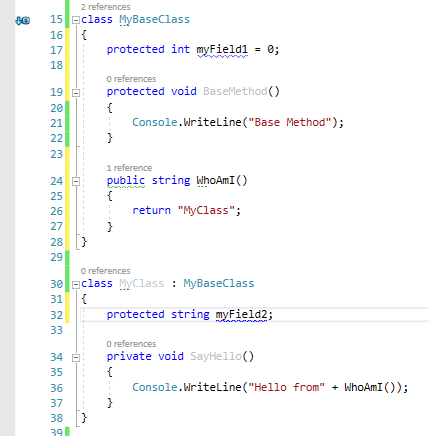 2 references
15 class MyBaseClass
16 {
17 protected int myField1 = 0;
18
0 references
19 protected void BaseMethod()
20 {
21 Console.WriteLine("Base Method");
22 }
23
1 reference
24 public string WhoAmI()
25 {
26 return "MyClass";
27 }
28 }
29
0 references
30 class MyClass : MyBaseClass
31 {
32 protected string myField2;
33
0 references
34 private void SayHello()
35 {
36 Console.WriteLine("Hello from" + WhoAmI());
37 }
38 }
39